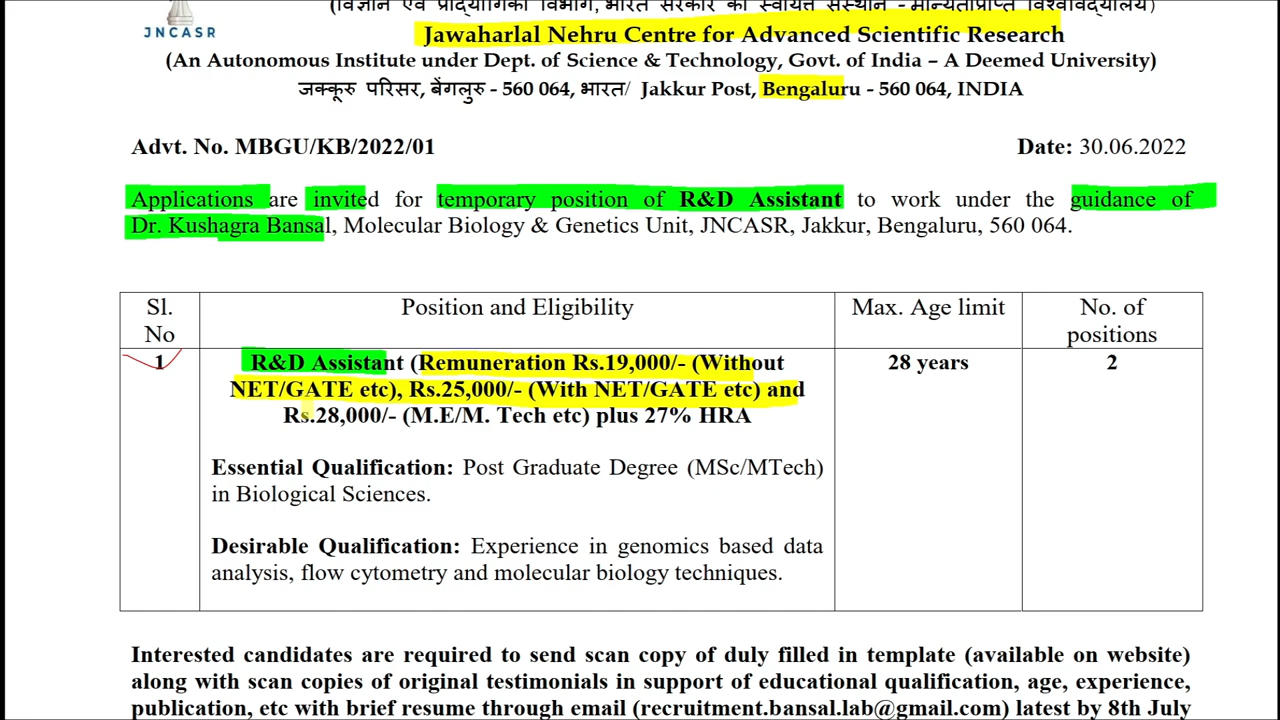 (विज्ञान एवं प्रौद्योगिकी विभाग, भारत सरकार का स्वायत्त संस्थान - मान्यताप्राप्त विश्वविद्यालय)
JNCASR
Jawaharlal Nehru Centre for Advanced Scientific Research
(An Autonomous Institute under Dept. of Science & Technology, Govt. of India – A Deemed University)
जक्कूरु परिसर, बेंगलुरु - 560 064, भारत/ Jakkur Post, Bengaluru - 560 064, INDIA
Advt. No. MBGU/KB/2022/01 Date: 30.06.2022
Applications are invited for temporary position of R&D Assistant to work under the guidance of
Dr. Kushagra Bansal, Molecular Biology & Genetics Unit, JNCASR, Jakkur, Bengaluru, 560 064.
Sl. No Position and Eligibility Max. Age limit No. of positions
1 R&D Assistant (Remuneration Rs.19,000/- (Without 28 years 2
NET/GATE etc), Rs.25,000/- (With NET/GATE etc) and
Rs.28,000/- (M.E/M. Tech etc) plus 27% HRA
Essential Qualification: Post Graduate Degree (MSc/MTech)
in Biological Sciences.
Desirable Qualification: Experience in genomics based data
analysis, flow cytometry and molecular biology techniques.
Interested candidates are required to send scan copy of duly filled in template (available on website)
along with scan copies of original testimonials in support of educational qualification, age, experience,
publication, etc with brief resume through email (recruitment.bansal.lab@gmail.com) latest by 8th July